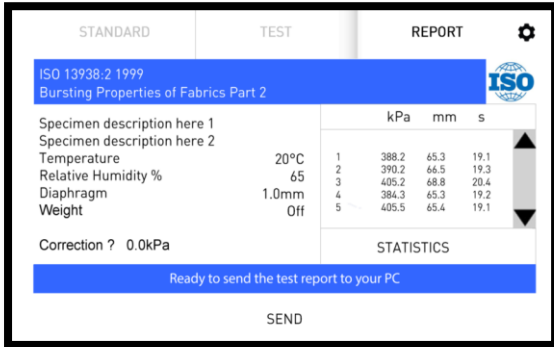 STANDARD TEST REPORT
ISO 13938:2 1999
Bursting Properties of Fabrics Part 2
ISO
Specimen description here 1
Specimen description here 2
Temperature 20°C
Relative Humidity % 65
Diaphragm 1.0mm
Weight Off
Correction ? 0.0kPa
kPa mm s
1 388.2 65.3 19.1
2 390.2 66.5 19.3
3 405.2 68.8 20.4
4 384.3 65.3 19.2
5 405.5 65.4 19.1
STATISTICS
Ready to send the test report to your PC
SEND